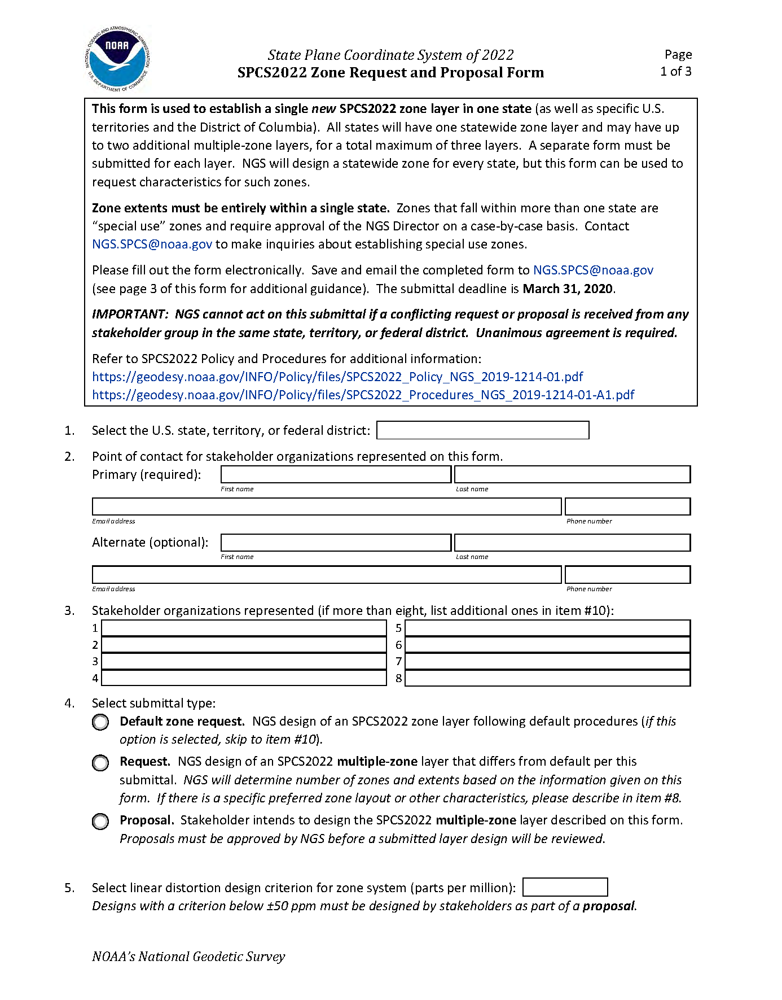 NATIONAL OCEANIC AND ATMOSPHERIC ADMINISTRATION
NOAA
U.S. DEPARTMENT OF COMMERCE
State Plane Coordinate System of 2022
SPCS2022 Zone Request and Proposal Form
Page
1 of 3
This form is used to establish a single new SPCS2022 zone layer in one state (as well as specific U.S.
territories and the District of Columbia).  All states will have one statewide zone layer and may have up
to two additional multiple-zone layers, for a total maximum of three layers.  A separate form must be
submitted for each layer.  NGS will design a statewide zone for every state, but this form can be used to
request characteristics for such zones.
Zone extents must be entirely within a single state.  Zones that fall within more than one state are
“special use” zones and require approval of the NGS Director on a case-by-case basis.  Contact
NGS.SPCS@noaa.gov to make inquiries about establishing special use zones.
Please fill out the form electronically.  Save and email the completed form to NGS.SPCS@noaa.gov
(see page 3 of this form for additional guidance).  The submittal deadline is March 31, 2020.
IMPORTANT:  NGS cannot act on this submittal if a conflicting request or proposal is received from any
stakeholder group in the same state, territory, or federal district.  Unanimous agreement is required.
Refer to SPCS2022 Policy and Procedures for additional information:
https://geodesy.noaa.gov/INFO/Policy/files/SPCS2022_Policy_NGS_2019-1214-01.pdf
https://geodesy.noaa.gov/INFO/Policy/files/SPCS2022_Procedures_NGS_2019-1214-01-A1.pdf
1. Select the U.S. state, territory, or federal district:
2. Point of contact for stakeholder organizations represented on this form.
Primary (required):
First name Last name
Email address Phone number
Alternate (optional):
First name Last name
Email address Phone number
3. Stakeholder organizations represented (if more than eight, list additional ones in item #10):
1 5
2 6
3 7
4 8
4. Select submittal type:
Default zone request.  NGS design of an SPCS2022 zone layer following default procedures (if this
option is selected, skip to item #10).
Request.  NGS design of an SPCS2022 multiple-zone layer that differs from default per this
submittal.  NGS will determine number of zones and extents based on the information given on this
form.  If there is a specific preferred zone layout or other characteristics, please describe in item #8.
Proposal.  Stakeholder intends to design the SPCS2022 multiple-zone layer described on this form.
Proposals must be approved by NGS before a submitted layer design will be reviewed.
5. Select linear distortion design criterion for zone system (parts per million):
Designs with a criterion below ±50 ppm must be designed by stakeholders as part of a proposal.
NOAA’s National Geodetic Survey